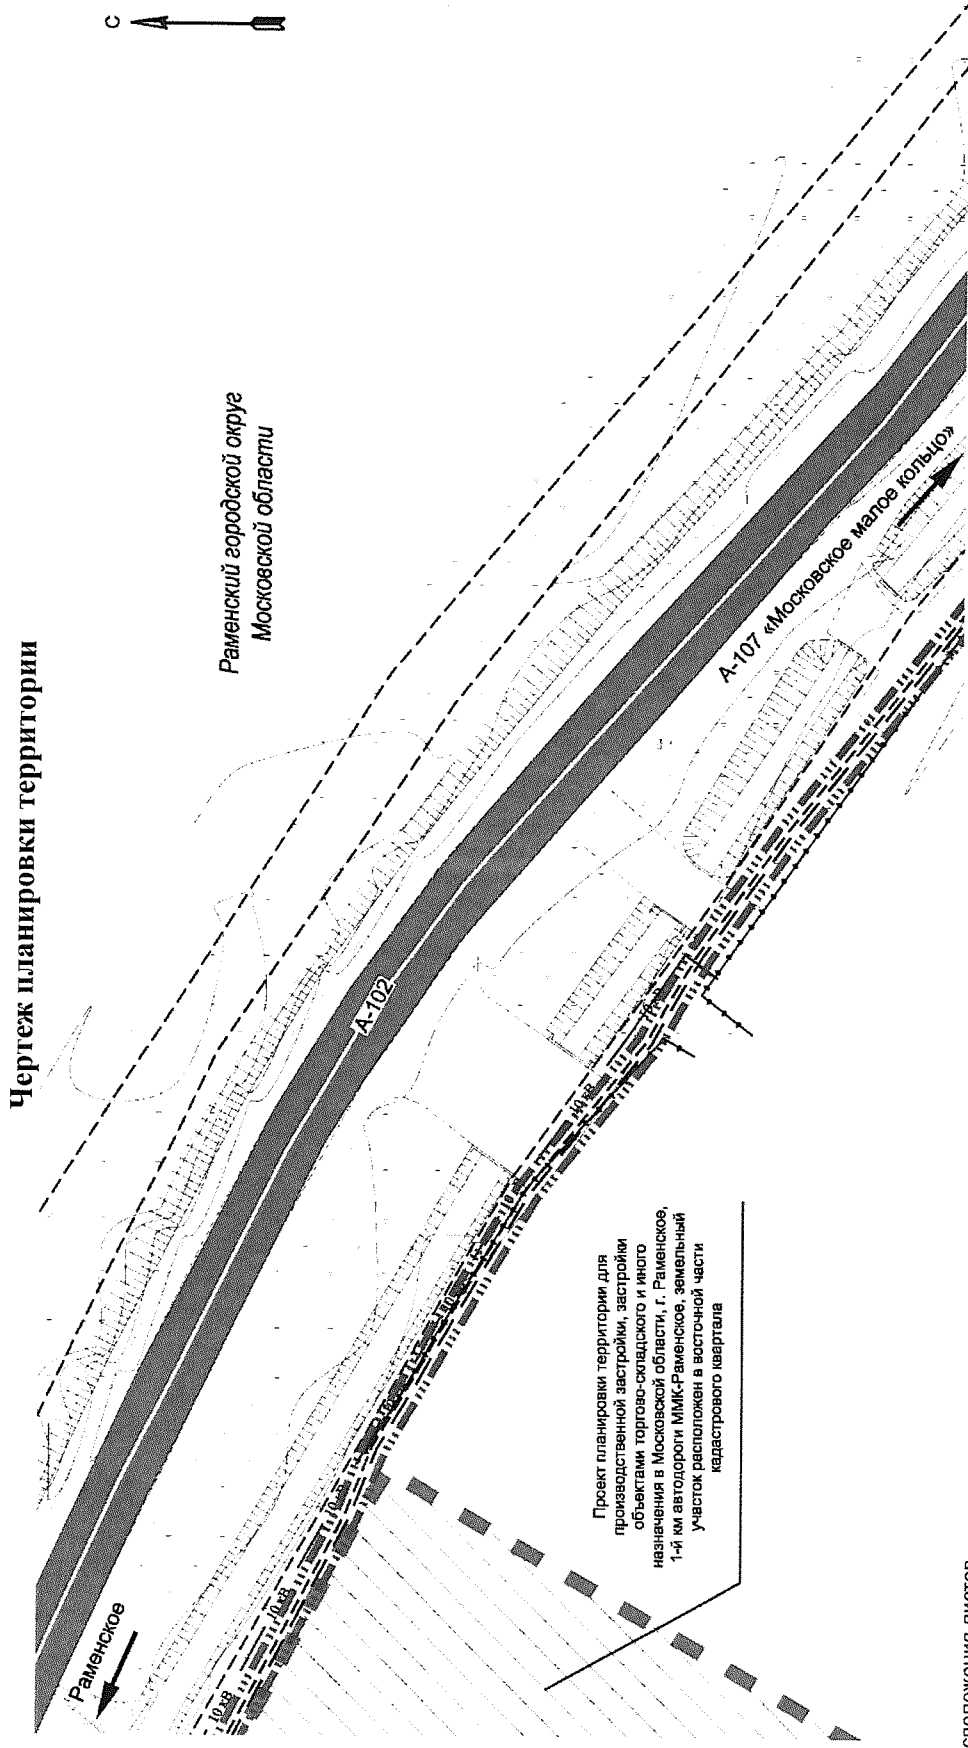 Чертеж планировки территории
С
Раменский городской округ
Московской области
А-102
А-107 «Московское малое кольцо»
Раменское
10 кВ
10 кВ
10 кВ
10 кВ
Проект планировки территории для
производственной застройки, застройки
объектами торгово-складского и иного
назначения в Московской области, г. Раменское,
1-й км автодороги ММК-Раменское, земельный
участок расположен в восточной части
кадастрового квартала